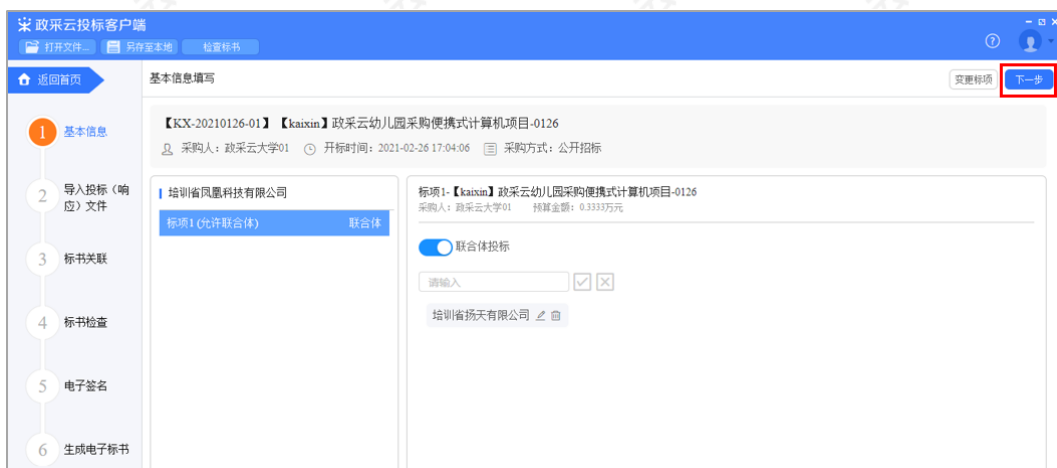 政采云投标客户端
打开文件... 另存至本地 检查标书
返回首页 基本信息填写 变更标项 下一步
1 基本信息
2 导入投标（响应）文件
3 标书关联
4 标书检查
5 电子签名
6 生成电子标书
【KX-20210126-01】【kaixin】政采云幼儿园采购便携式计算机项目-0126
采购人：政采云大学01 开标时间：2021-02-26 17:04:06 采购方式：公开招标
培训省凤凰科技有限公司
标项1 (允许联合体) 联合体
标项1-【kaixin】政采云幼儿园采购便携式计算机项目-0126
采购人：政采云大学01 预算金额：0.3333万元
联合体投标
请输入
培训省扬天有限公司